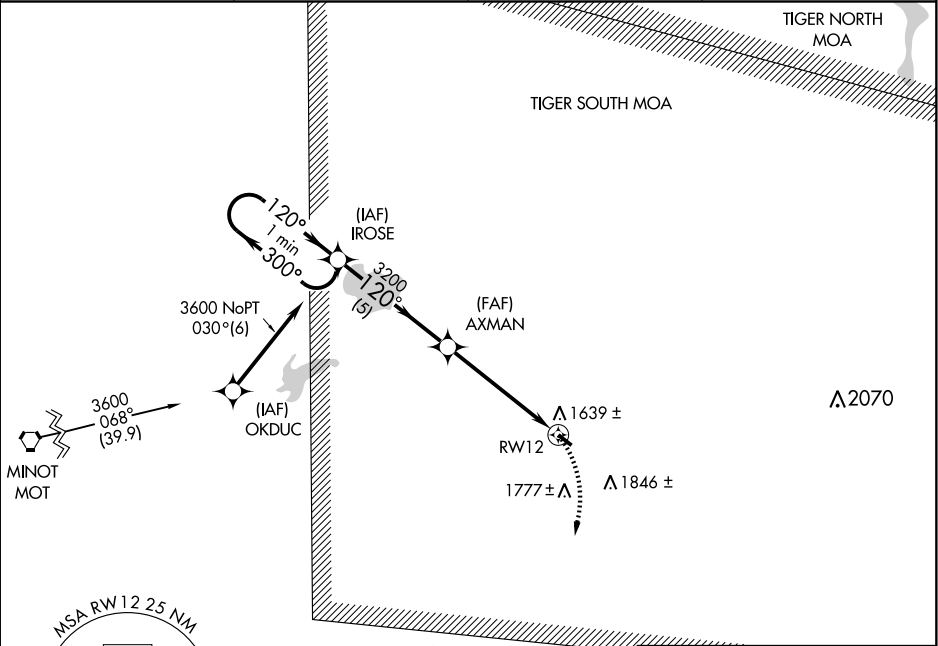 TIGER NORTH
MOA
TIGER SOUTH MOA
(IAF)
IROSE
120°
1 min
300°
3200
120°
(5)
(FAF)
AXMAN
3600 NoPT
030°(6)
(IAF)
OKDUC
3600
068°
(39.9)
MINOT
MOT
2070
1639 ±
RW12
1777 ±
1846 ±
MSA RW12 25 NM